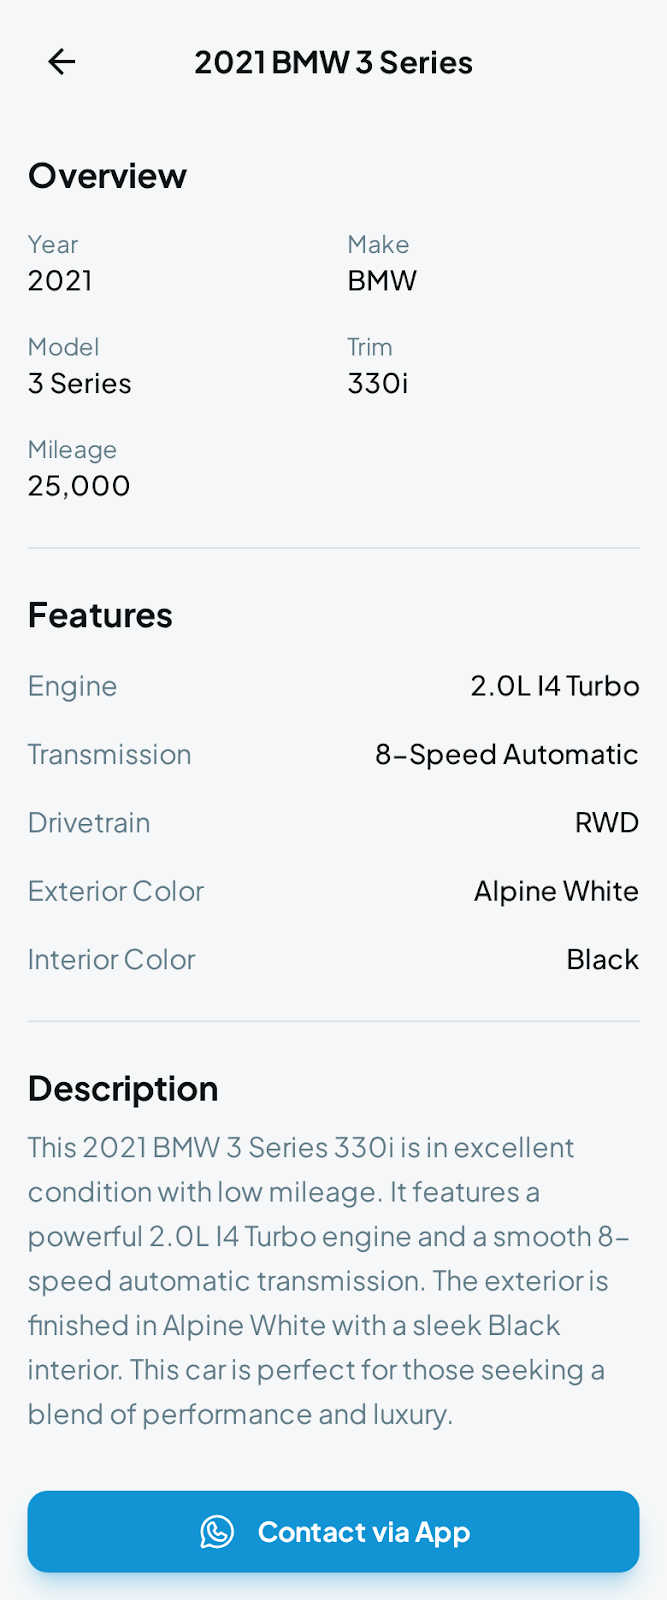 2021 BMW 3 Series
Overview
Year
2021
Make
BMW
Model
3 Series
Trim
330i
Mileage
25,000
Features
Engine
2.0L I4 Turbo
Transmission
8-Speed Automatic
Drivetrain
RWD
Exterior Color
Alpine White
Interior Color
Black
Description
This 2021 BMW 3 Series 330i is in excellent
condition with low mileage. It features a
powerful 2.0L I4 Turbo engine and a smooth 8-
speed automatic transmission. The exterior is
finished in Alpine White with a sleek Black
interior. This car is perfect for those seeking a
blend of performance and luxury.
Contact via App